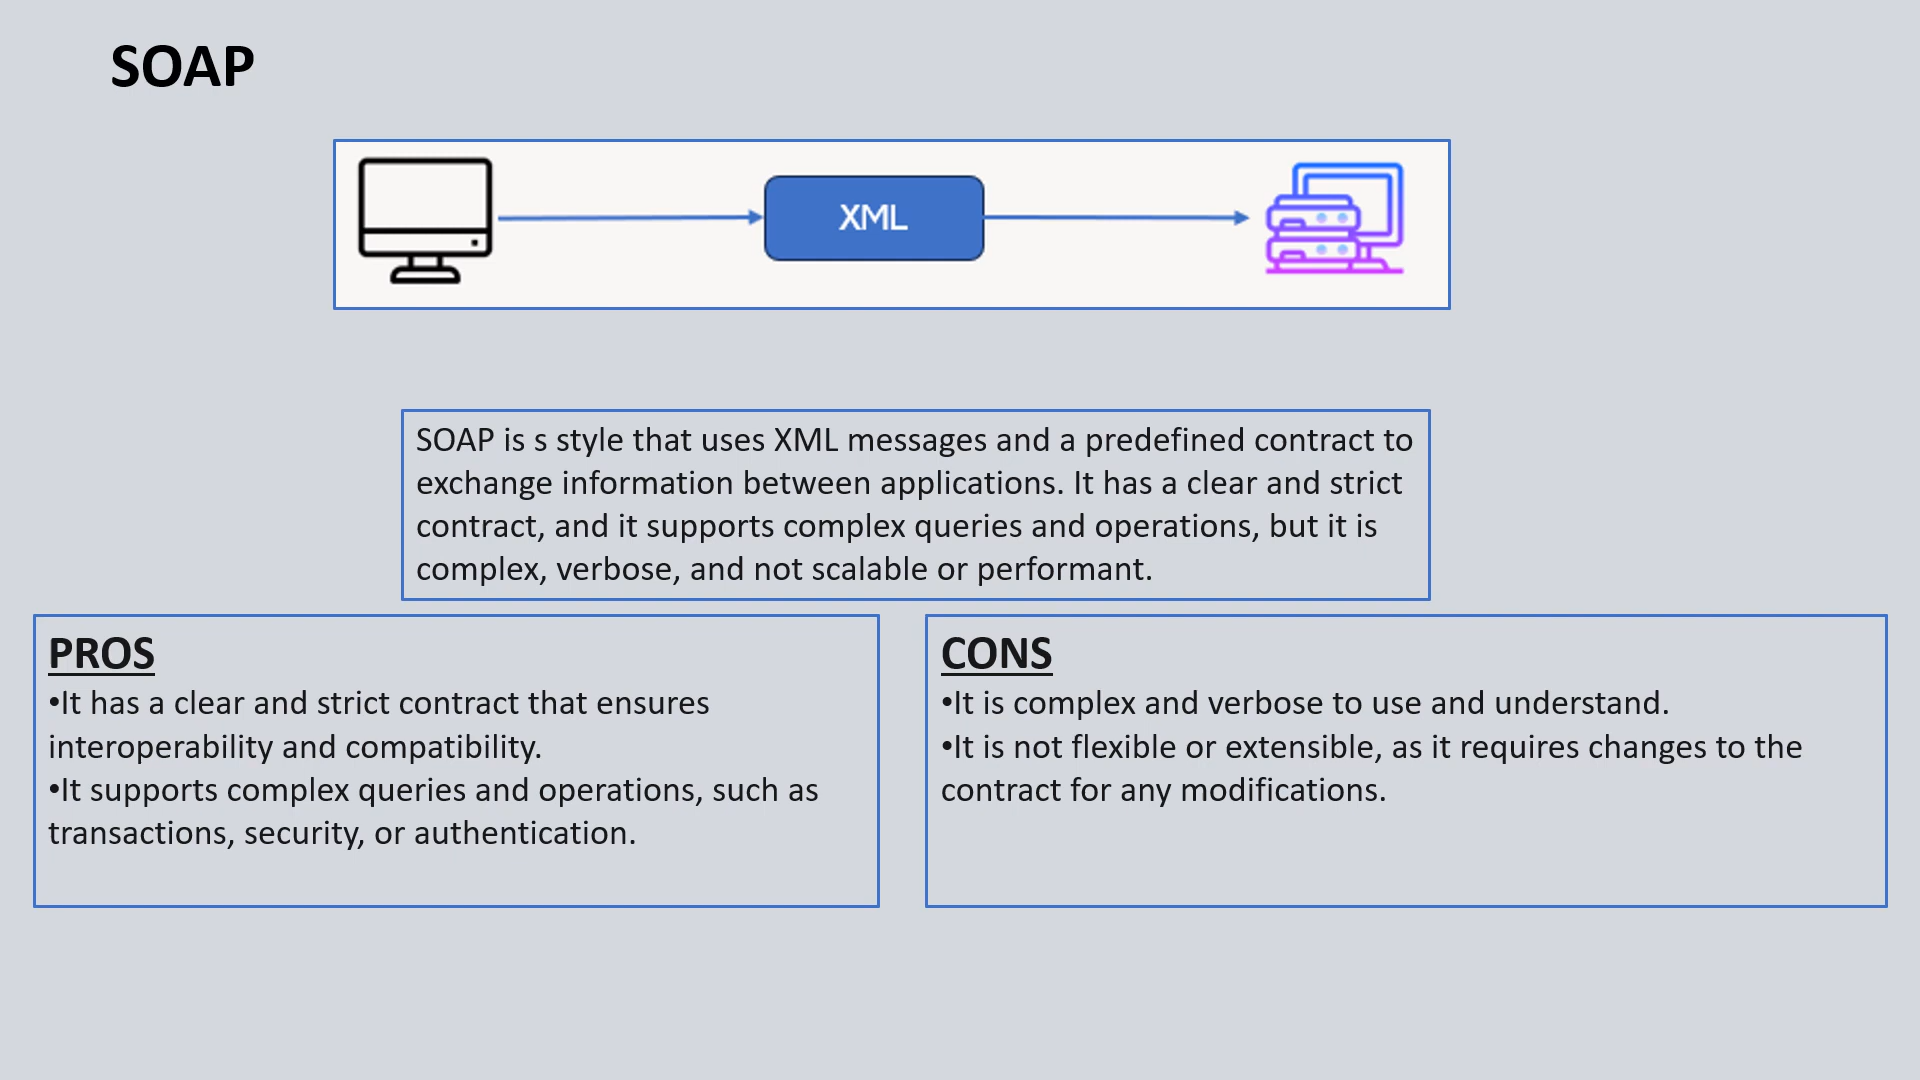 SOAP
XML
SOAP is s style that uses XML messages and a predefined contract to
exchange information between applications. It has a clear and strict
contract, and it supports complex queries and operations, but it is
complex, verbose, and not scalable or performant.
PROS
•It has a clear and strict contract that ensures
interoperability and compatibility.
•It supports complex queries and operations, such as
transactions, security, or authentication.
CONS
•It is complex and verbose to use and understand.
•It is not flexible or extensible, as it requires changes to the
contract for any modifications.